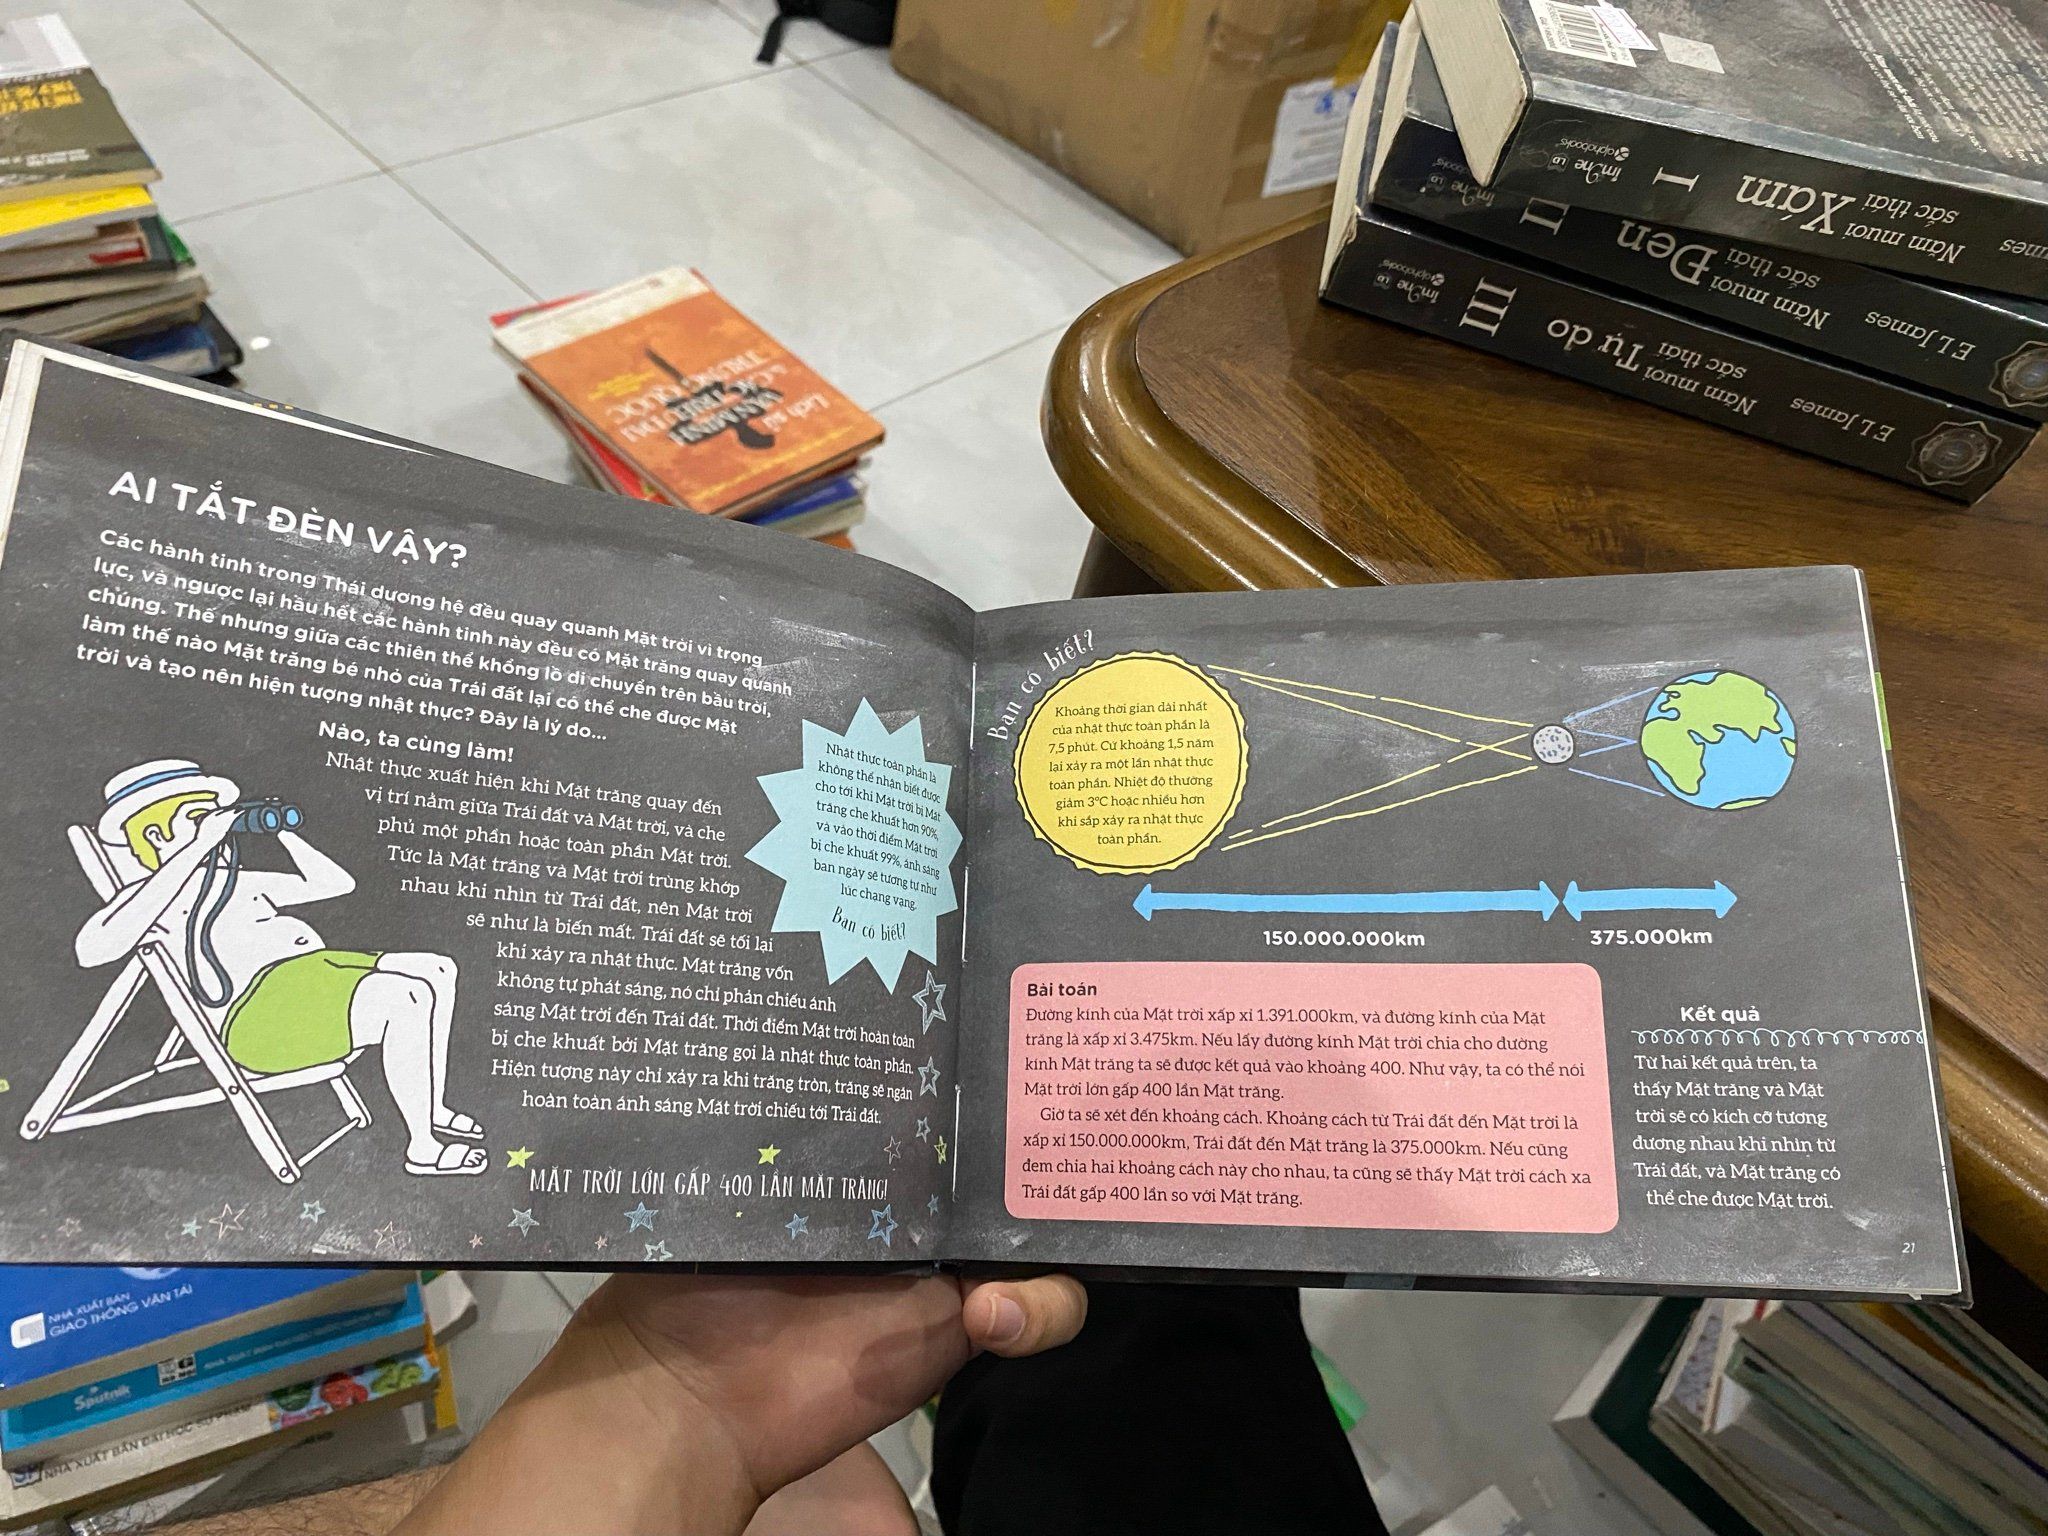 AI TẮT ĐÈN VẬY?
Các hành tinh trong Thái dương hệ đều quay quanh Mặt trời vì trọng
lực, và ngược lại hầu hết các hành tinh này đều có Mặt trăng quay quanh
chúng. Thế nhưng giữa các thiên thể khổng lồ di chuyển trên bầu trời,
làm thế nào Mặt trăng bé nhỏ của Trái đất lại có thể che được Mặt
trời và tạo nên hiện tượng nhật thực? Đây là lý do...
Nào, ta cùng làm!
Nhật thực xuất hiện khi Mặt trăng quay đến
vị trí nằm giữa Trái đất và Mặt trời, và che
phủ một phần hoặc toàn phần Mặt trời.
Tức là Mặt trăng và Mặt trời trùng khớp
nhau khi nhìn từ Trái đất, nên Mặt trời
sẽ như là biến mất. Trái đất sẽ tối lại
khi xảy ra nhật thực. Mặt trăng vốn
không tự phát sáng, nó chỉ phản chiếu ánh
sáng Mặt trời đến Trái đất. Thời điểm Mặt trời hoàn toàn
bị che khuất bởi Mặt trăng gọi là nhật thực toàn phần.
Hiện tượng này chỉ xảy ra khi trăng tròn, trăng sẽ ngăn
hoàn toàn ánh sáng Mặt trời chiếu tới Trái đất.
MẶT TRỜI LỚN GẤP 400 LẦN MẶT TRĂNG!
Nhật thực toàn phần là
không thể nhận biết được
cho tới khi Mặt trời bị Mặt
trăng che khuất hơn 90%,
và vào thời điểm Mặt trời
bị che khuất 99%, ánh sáng
ban ngày sẽ tương tự như
lúc chạng vạng.
Bạn có biết?
Bạn có biết?
Khoảng thời gian dài nhất
của nhật thực toàn phần là
7,5 phút. Cứ khoảng 1,5 năm
lại xảy ra một lần nhật thực
toàn phần. Nhiệt độ thường
giảm 3°C hoặc nhiều hơn
khi sắp xảy ra nhật thực
toàn phần.
150.000.000km
375.000km
Bài toán
Đường kính của Mặt trời xấp xỉ 1.391.000km, và đường kính của Mặt
trăng là xấp xỉ 3.475km. Nếu lấy đường kính Mặt trời chia cho đường
kính Mặt trăng ta sẽ được kết quả vào khoảng 400. Như vậy, ta có thể nói
Mặt trời lớn gấp 400 lần Mặt trăng.
Giờ ta sẽ xét đến khoảng cách. Khoảng cách từ Trái đất đến Mặt trời là
xấp xỉ 150.000.000km, Trái đất đến Mặt trăng là 375.000km. Nếu cũng
đem chia hai khoảng cách này cho nhau, ta cũng sẽ thấy Mặt trời cách xa
Trái đất gấp 400 lần so với Mặt trăng.
Kết quả
Từ hai kết quả trên, ta
thấy Mặt trăng và Mặt
trời sẽ có kích cỡ tương
đương nhau khi nhìn từ
Trái đất, và Mặt trăng có
thể che được Mặt trời.
21
Năm mươi sắc thái Xám I
alphabooks
E L James Năm mươi sắc thái Đen II
alphabooks
E L James Năm mươi sắc thái Tự do III
alphabooks
Lịch sử
VĂN MINH
TRUNG QUỐC
NHÀ XUẤT BẢN
GIAO THÔNG VẬN TẢI
Sputnik